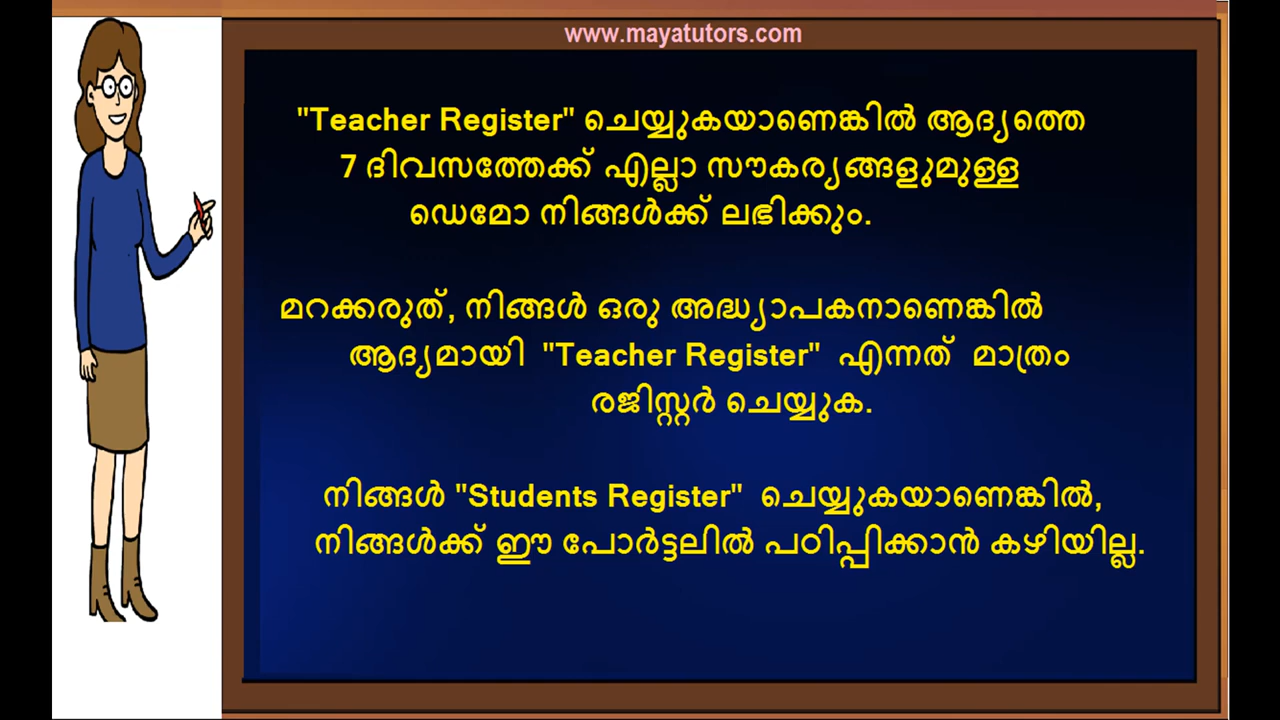 www.mayatutors.com
"Teacher Register" ചെയ്യുകയാണെങ്കിൽ ആദ്യത്തെ
7 ദിവസത്തേക്ക് എല്ലാ സൗകര്യങ്ങളുമുള്ള
ഡെമോ നിങ്ങൾക്ക് ലഭിക്കും.
മറക്കരുത്, നിങ്ങൾ ഒരു അദ്ധ്യാപകനാണെങ്കിൽ
ആദ്യമായി "Teacher Register" എന്നത് മാത്രം
രജിസ്റ്റർ ചെയ്യുക.
നിങ്ങൾ "Students Register" ചെയ്യുകയാണെങ്കിൽ,
നിങ്ങൾക്ക് ഈ പോർട്ടലിൽ പഠിപ്പിക്കാൻ കഴിയില്ല.